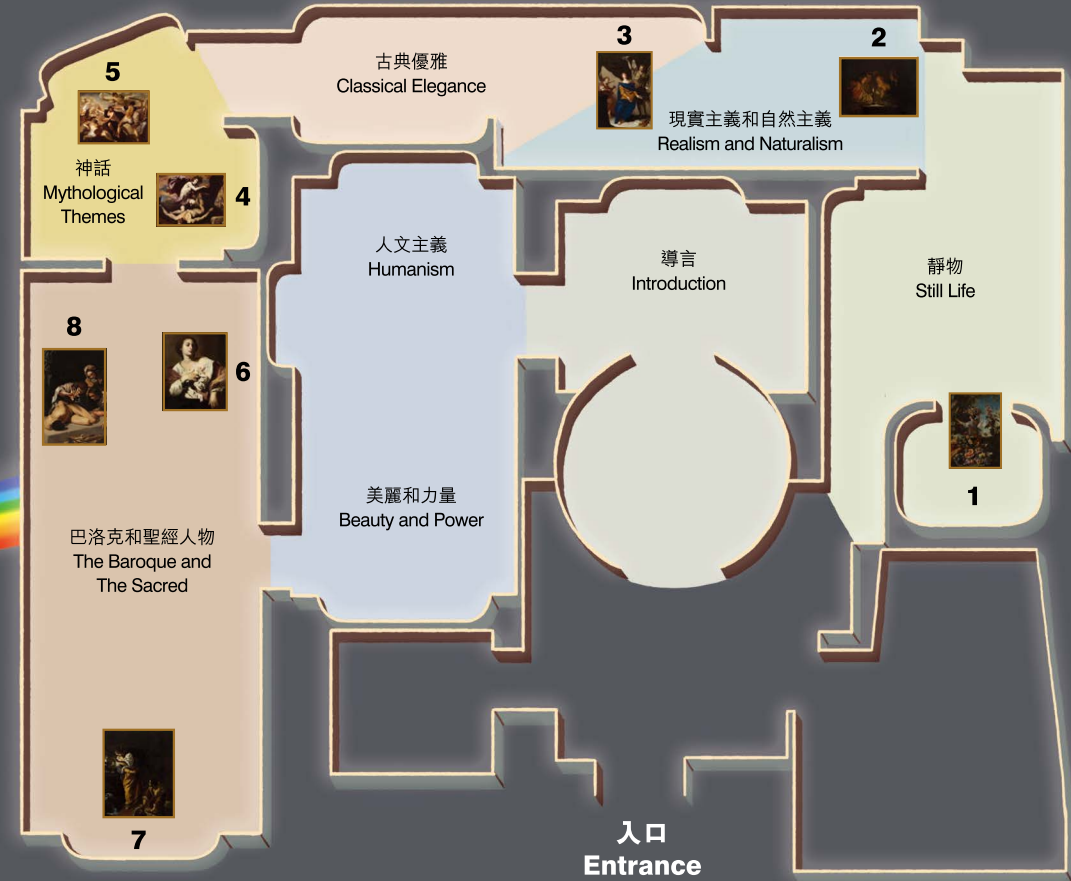 3
2
古典優雅
Classical Elegance
5
現實主義和自然主義
Realism and Naturalism
神話
Mythological
Themes
4
人文主義
Humanism
導言
Introduction
靜物
Still Life
8
6
1
美麗和力量
Beauty and Power
巴洛克和聖經人物
The Baroque and
The Sacred
7
入口
Entrance